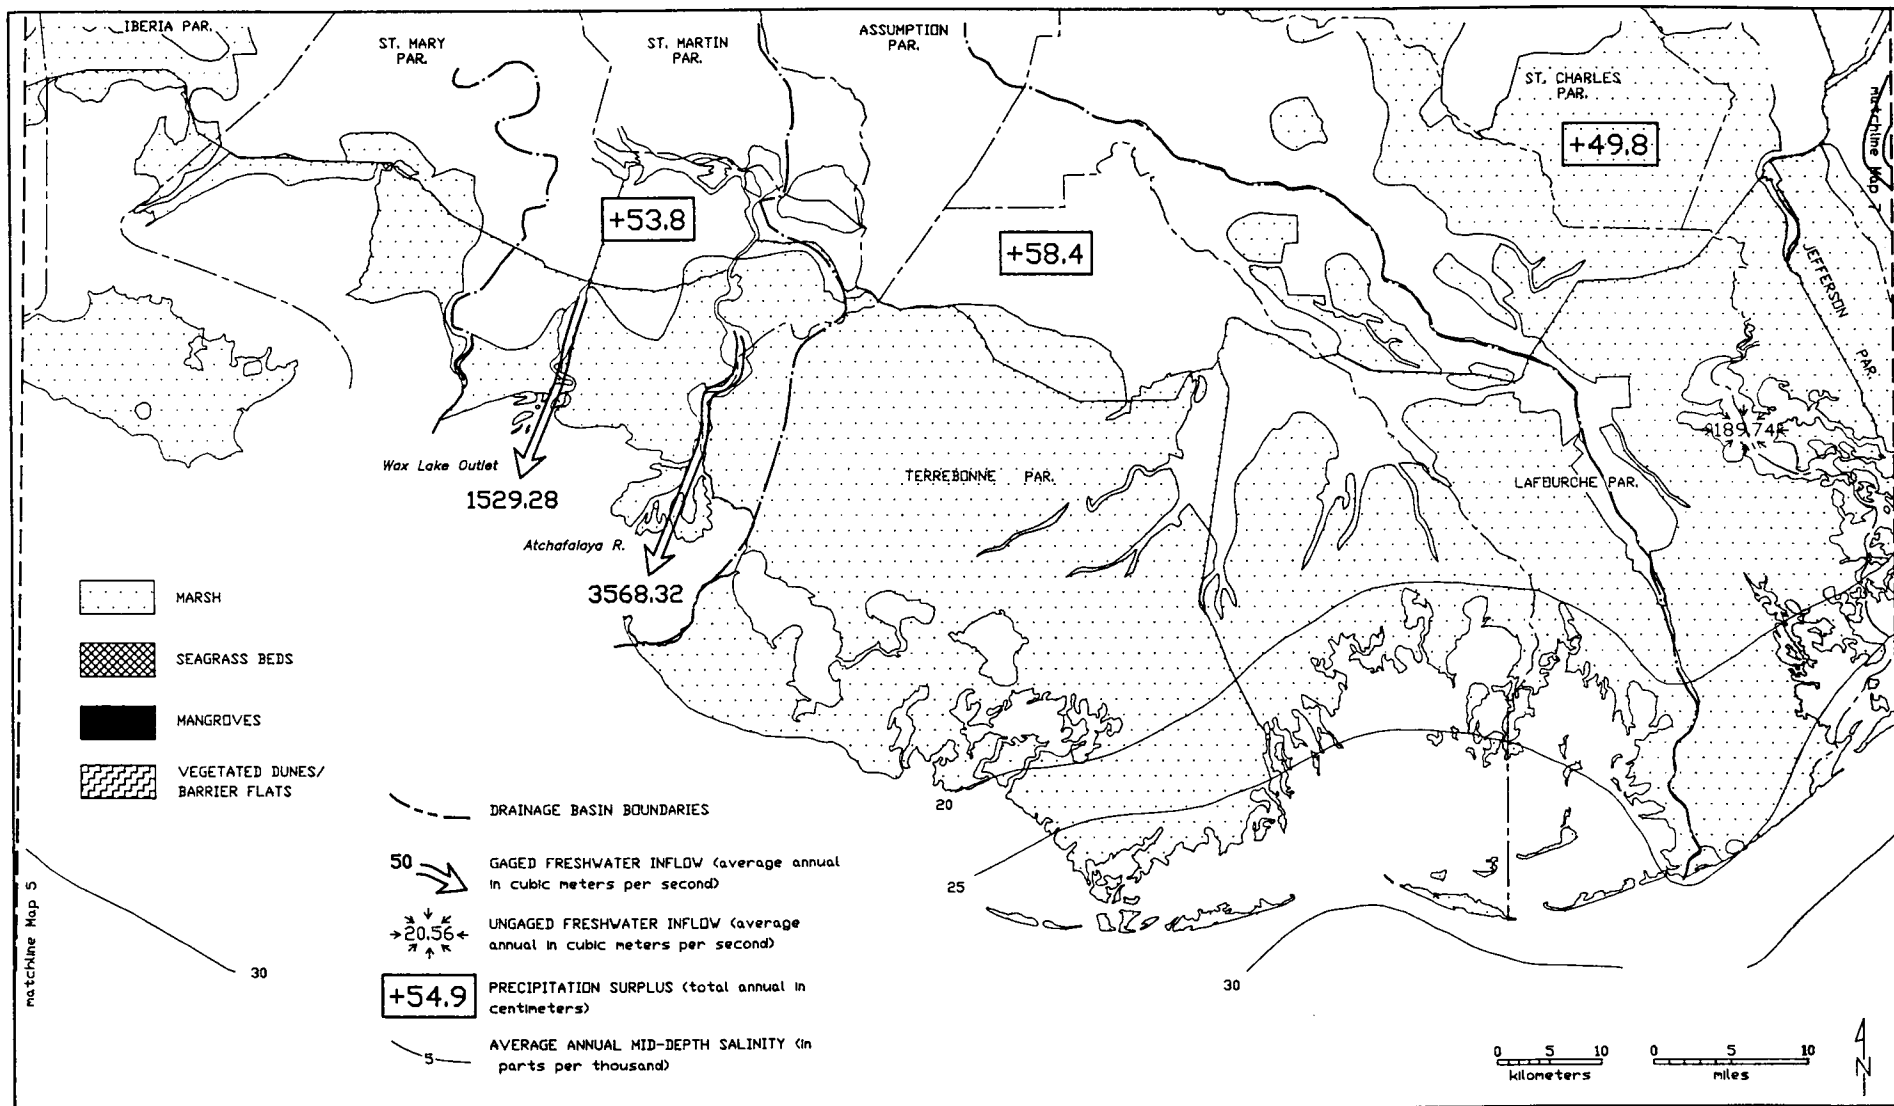 IBERIA PAR.
ST. MARY
PAR.
ST. MARTIN
PAR.
ASSUMPTION
PAR.
ST. CHARLES
PAR.
matchline Map 7
+49.8
+53.8
+58.4
JEFFERSON
PAR.
189.74
Wax Lake Outlet
1529.28
TERREBONNE PAR.
LAFOURCHE PAR.
Atchafalaya R.
3568.32
MARSH
SEAGRASS BEDS
MANGROVES
VEGETATED DUNES/
BARRIER FLATS
20
25
30
30
matchline Map 5
DRAINAGE BASIN BOUNDARIES
50
GAGED FRESHWATER INFLOW (average annual
in cubic meters per second)
20.56
UNGAGED FRESHWATER INFLOW (average
annual in cubic meters per second)
+54.9
PRECIPITATION SURPLUS (total annual in
centimeters)
5
AVERAGE ANNUAL MID-DEPTH SALINITY (in
parts per thousand)
0 5 10
kilometers
0 5 10
miles
N